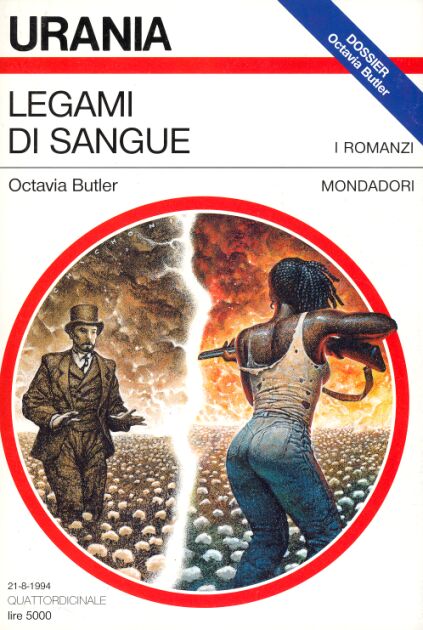 URANIA
DOSSIER
Octavia Butler
LEGAMI
DI SANGUE
I ROMANZI
Octavia Butler
MONDADORI
21-8-1994
QUATTORDICINALE
lire 5000